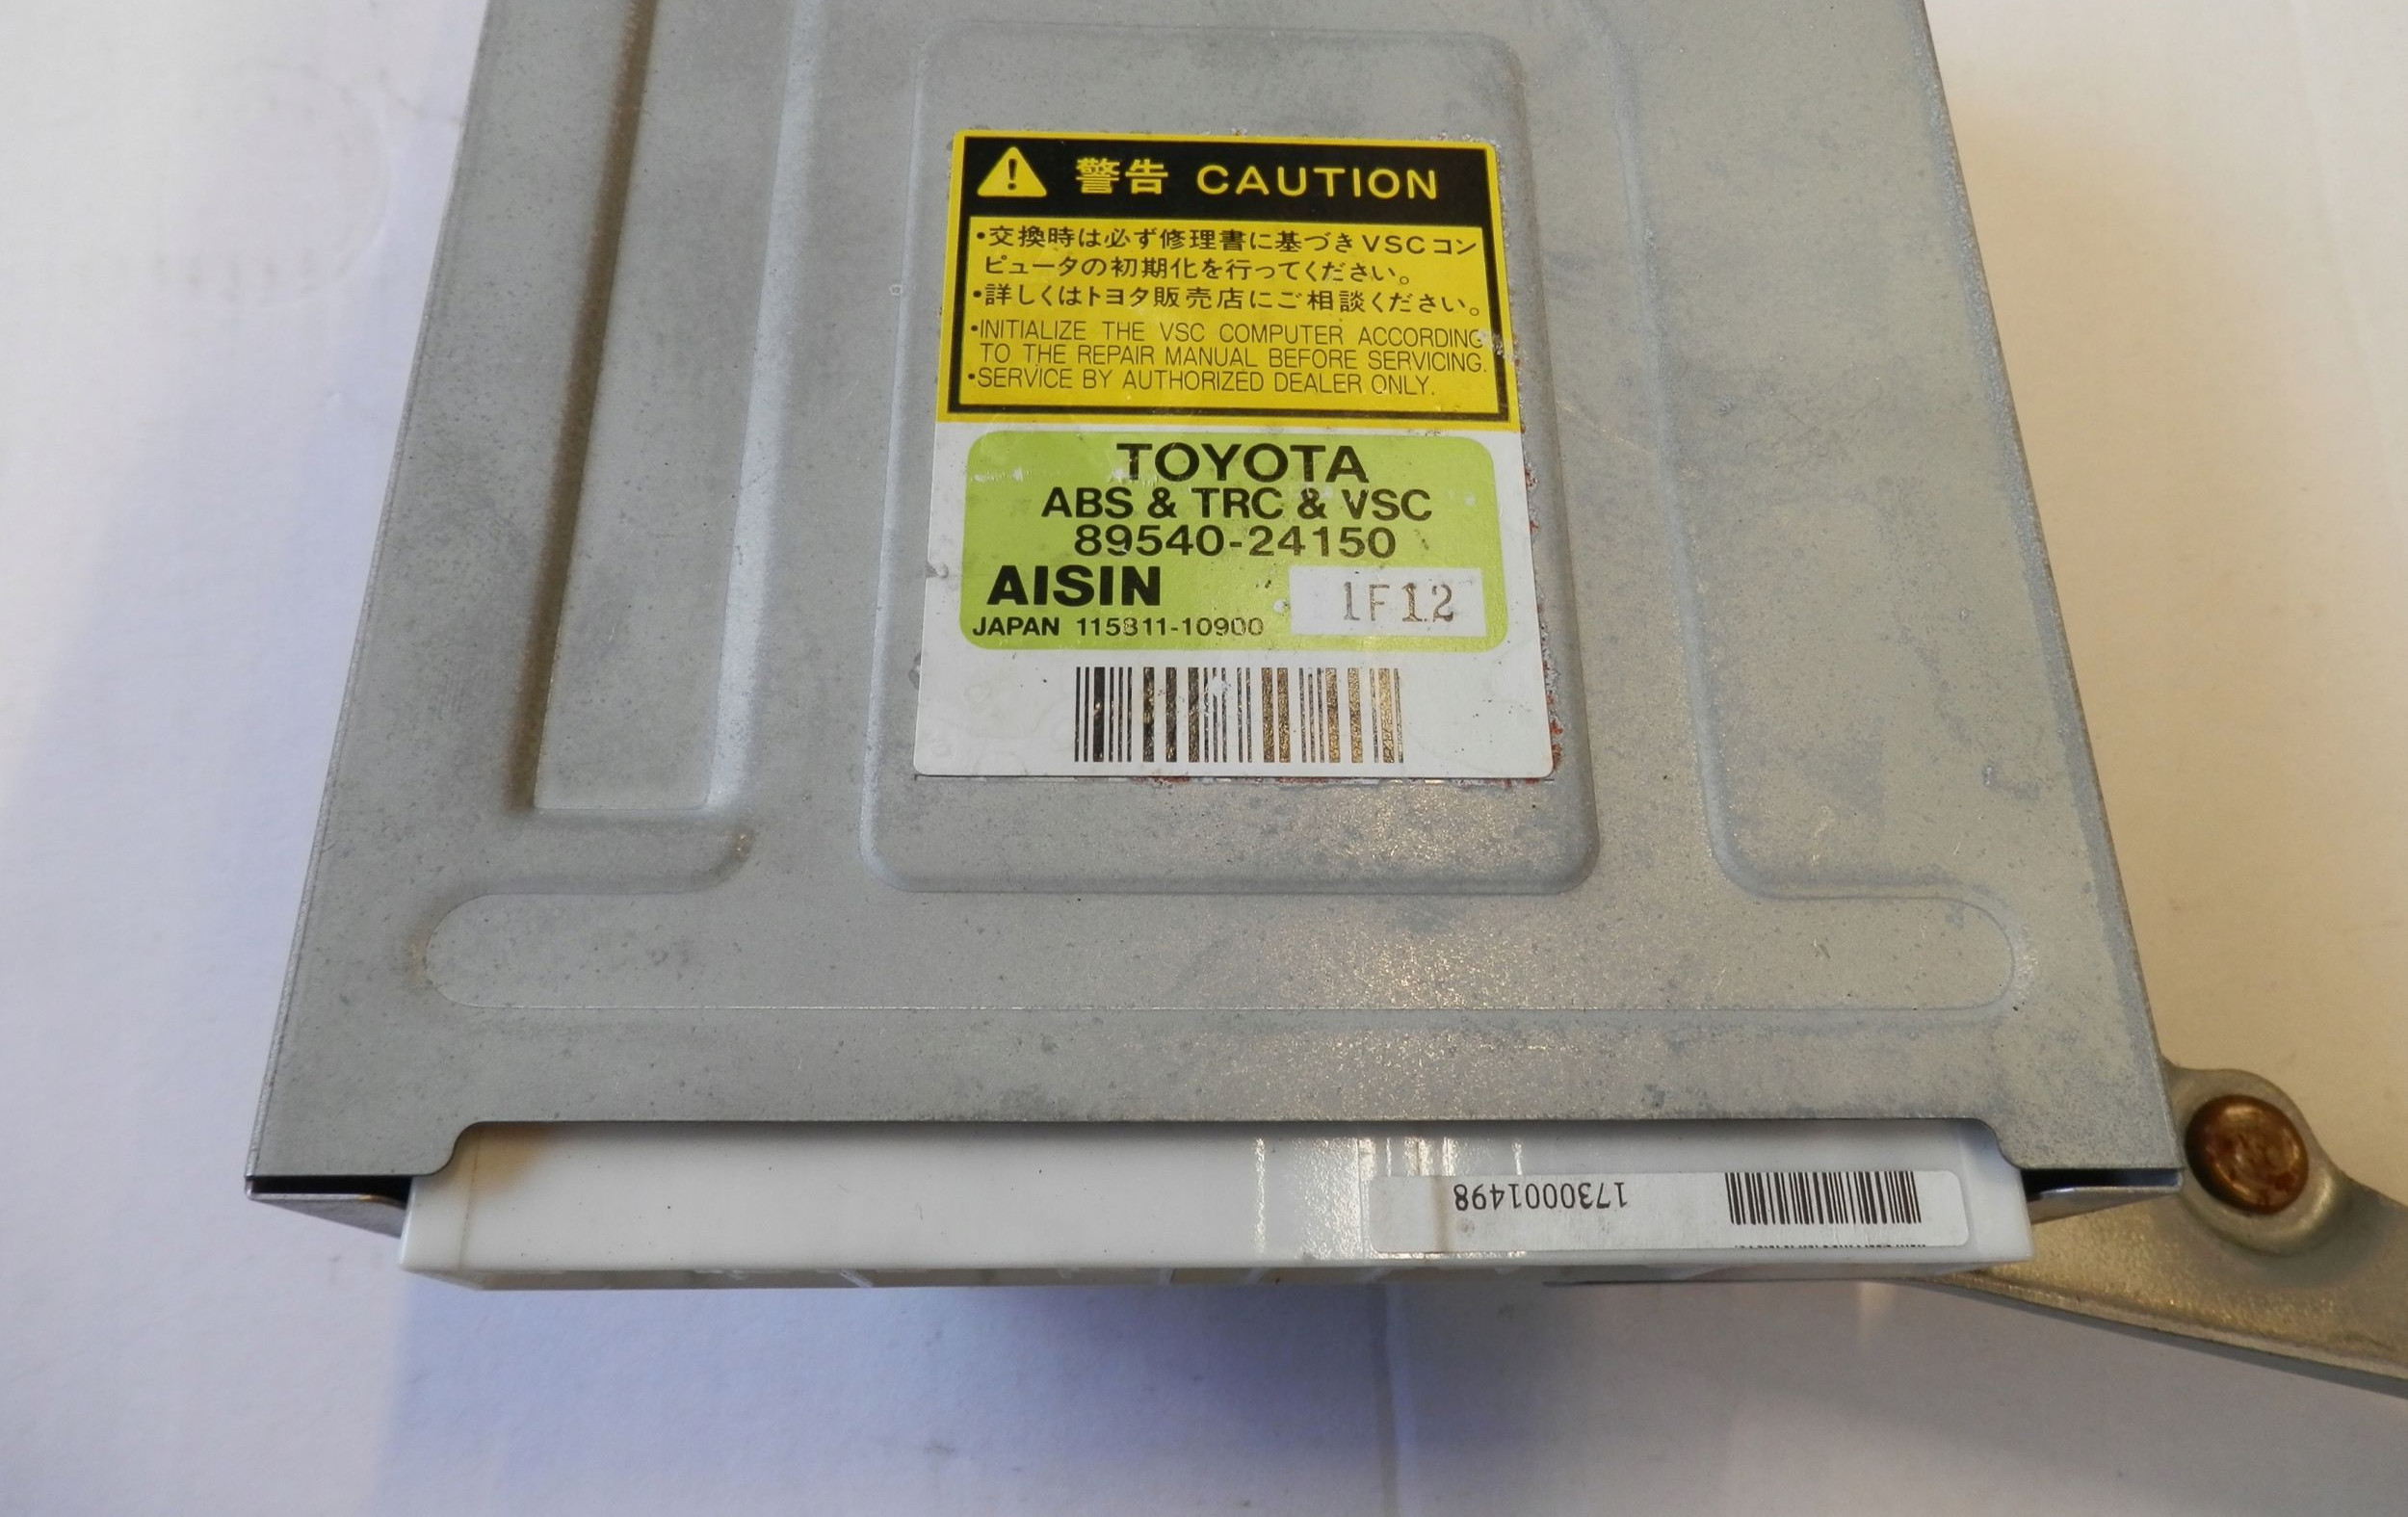 警告 CAUTION
•交換時は必ず修理書に基づきVSCコン
ピュータの初期化を行ってください。
•詳しくはトヨタ販売店にご相談ください。
•INITIALIZE THE VSC COMPUTER ACCORDING
TO THE REPAIR MANUAL BEFORE SERVICING.
•SERVICE BY AUTHORIZED DEALER ONLY.
TOYOTA
ABS & TRC & VSC
89540-24150
AISIN 1F12
JAPAN 115811-10900
1730001498